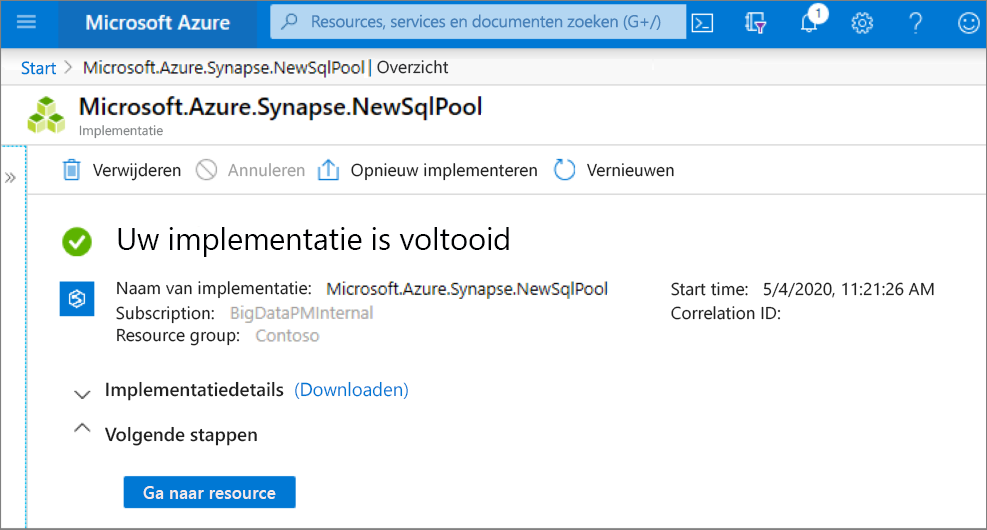 Microsoft Azure
Resources, services en documenten zoeken (G+/)
1
Start > Microsoft.Azure.Synapse.NewSqlPool | Overzicht
Microsoft.Azure.Synapse.NewSqlPool
Implementatie
Verwijderen Annuleren Opnieuw implementeren Vernieuwen
Uw implementatie is voltooid
Naam van implementatie: Microsoft.Azure.Synapse.NewSqlPool Start time: 5/4/2020, 11:21:26 AM
Subscription: BigDataPMInternal Correlation ID:
Resource group: Contoso
Implementatiedetails (Downloaden)
Volgende stappen
Ga naar resource